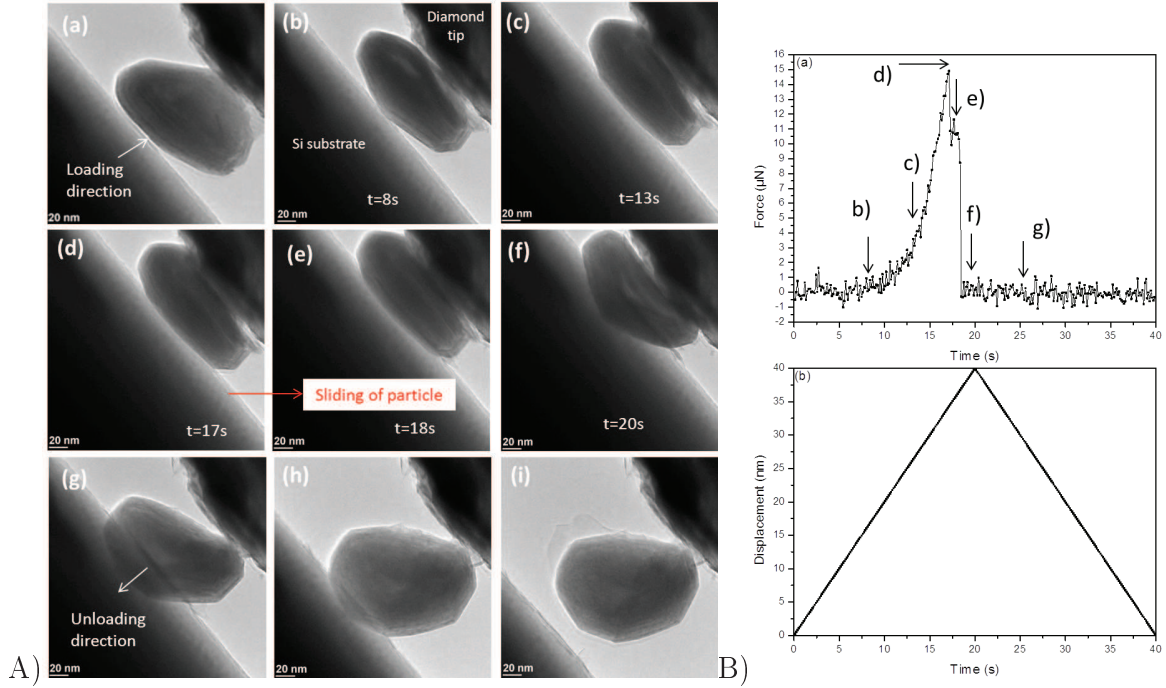 (a)
Loading
direction
20 nm
(b)
Diamond
tip
Si substrate
t=8s
20 nm
(c)
t=13s
20 nm
(d)
t=17s
20 nm
(e)
Sliding of particle
t=18s
20 nm
(f)
t=20s
20 nm
(g)
Unloading
direction
20 nm
(h)
20 nm
(i)
20 nm
A)
(a)
16
15
14
13
12
11
10
9
8
7
6
5
4
3
2
1
0
-1
-2
Force (µN)
b)
c)
d)
e)
f)
g)
0 5 10 15 20 25 30 35 40
Time (s)
(b)
40
35
30
25
20
15
10
5
0
Displacement (nm)
0 5 10 15 20 25 30 35 40
Time (s)
B)